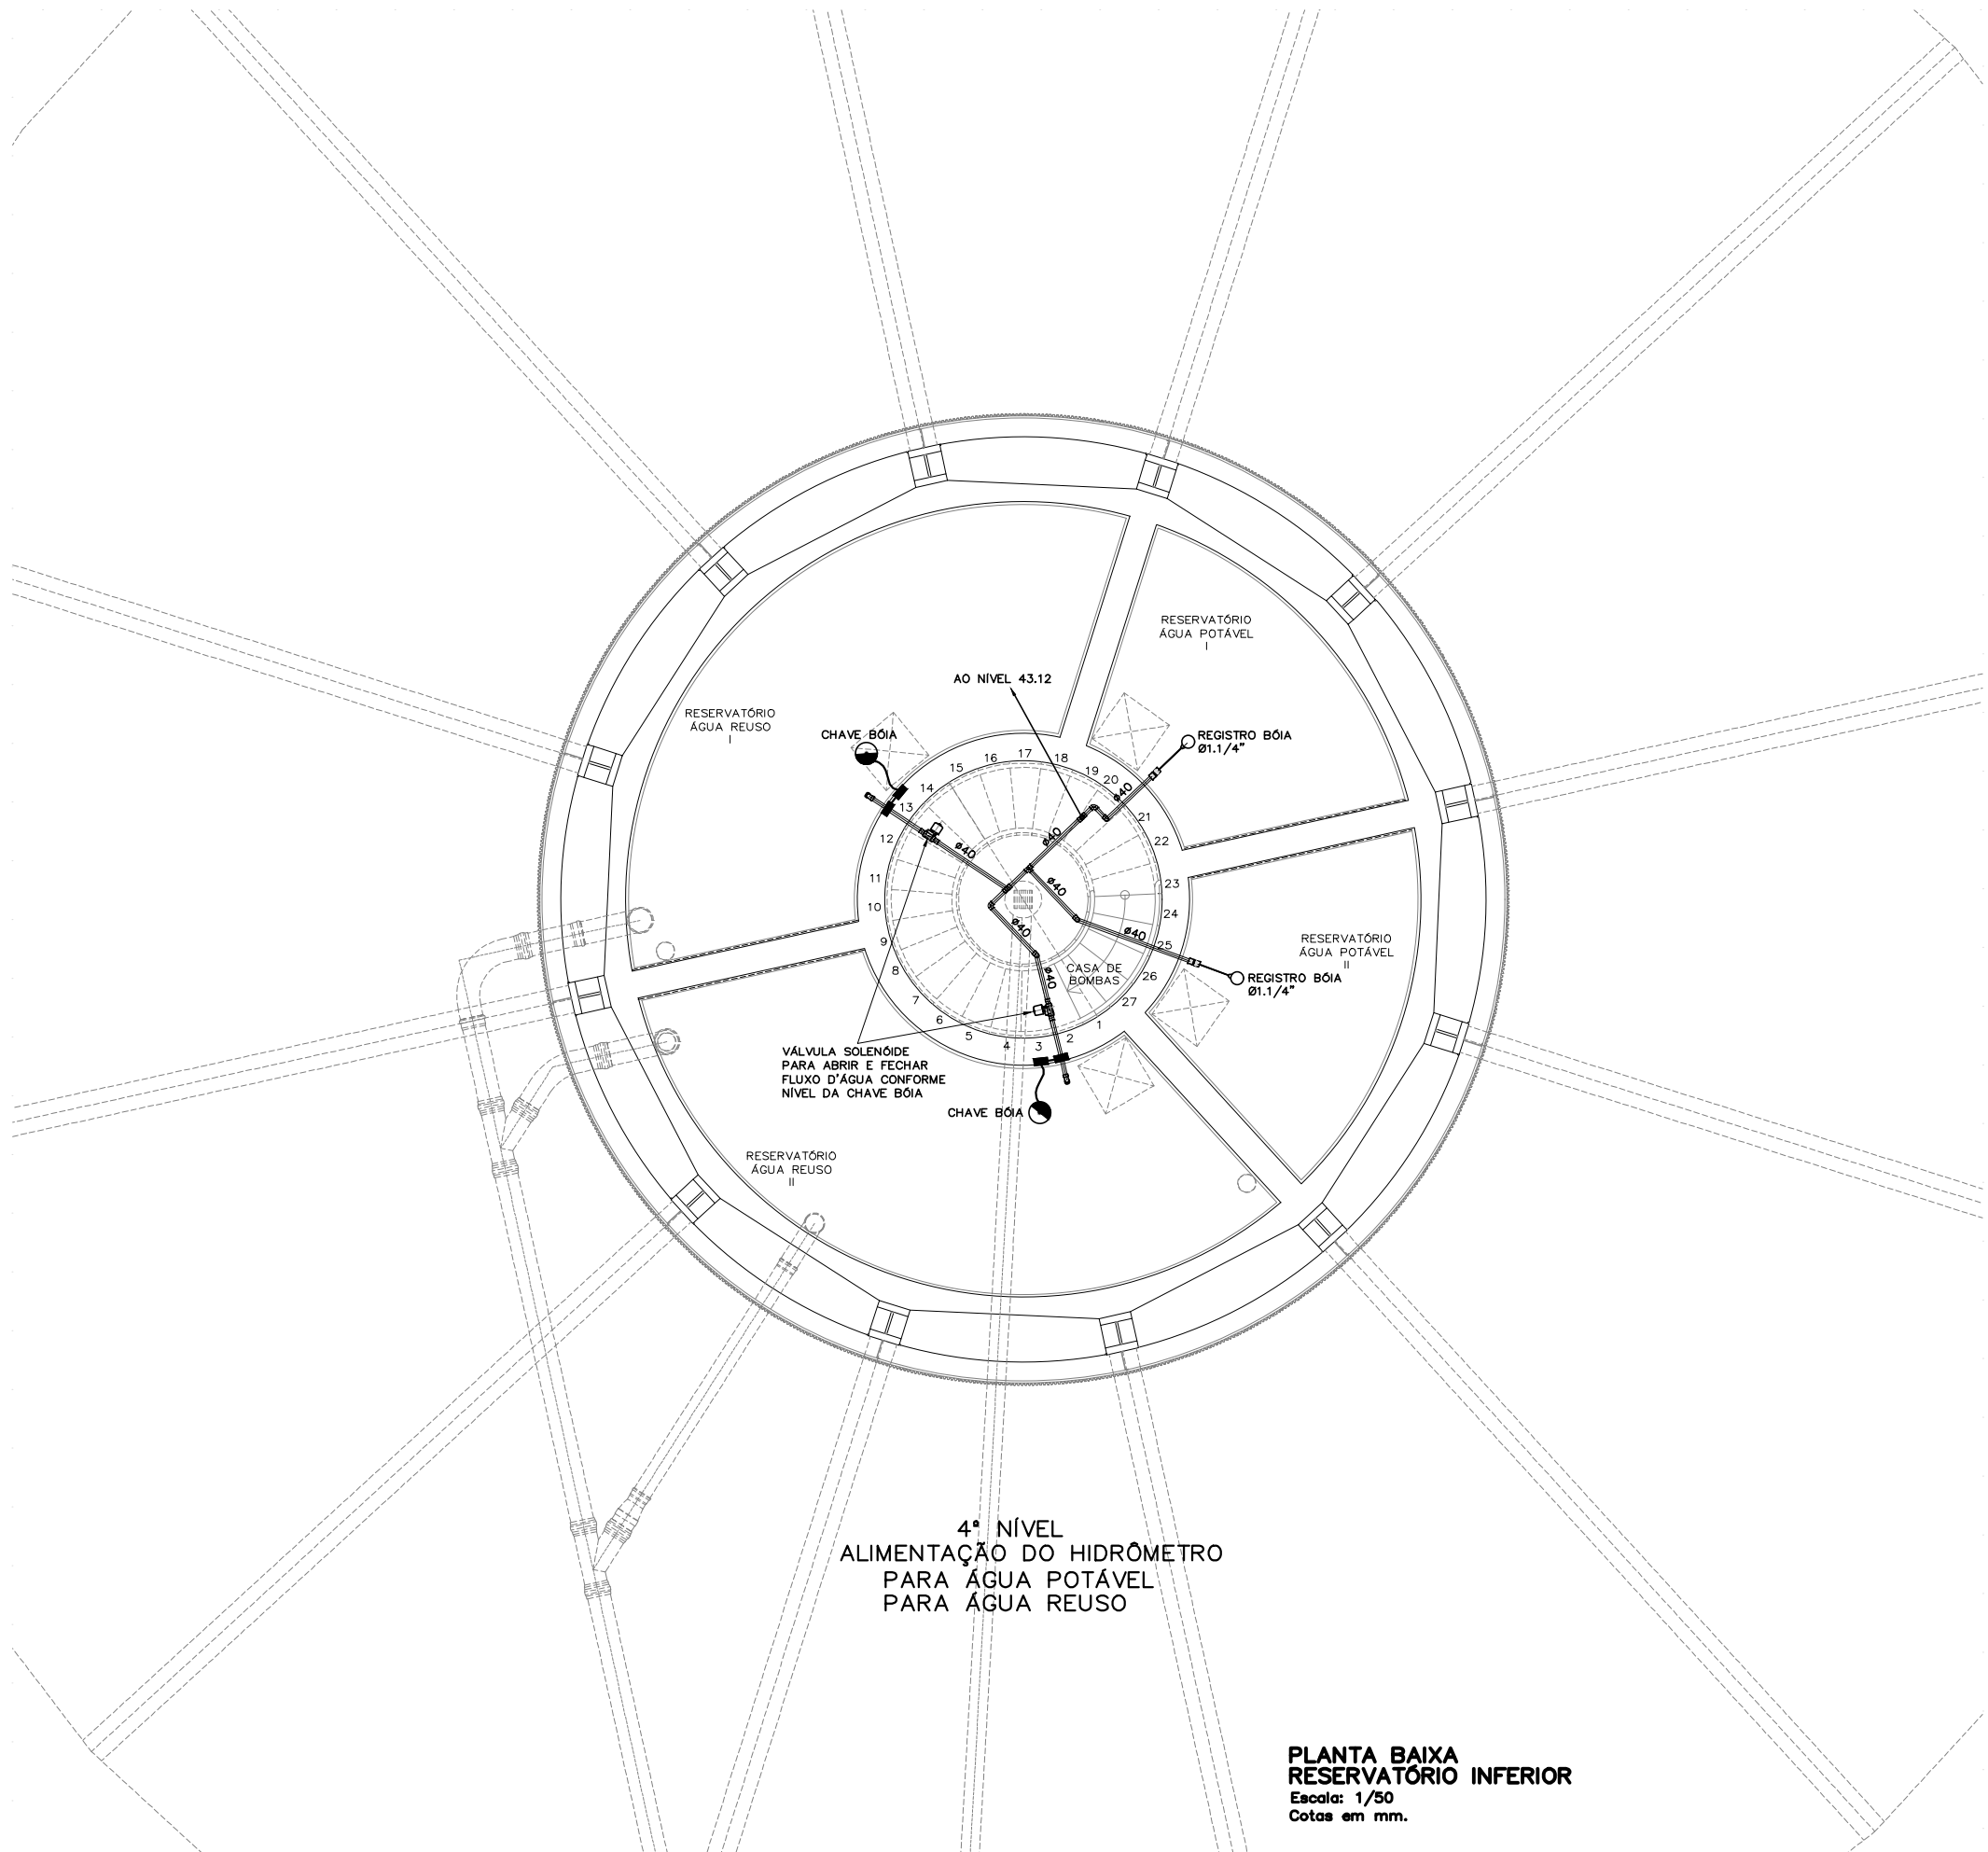 RESERVATÓRIO
ÁGUA POTÁVEL
I
AO NÍVEL 43.12
RESERVATÓRIO
ÁGUA REUSO
I
CHAVE BÓIA
REGISTRO BÓIA
Ø1.1/4"
17
16
18
15
19
14
20
13
21
12
22
11
23
10
24
9
25
8
26
7
27
6
1
5
2
4
3
ø40
ø40
ø40
ø40
ø40
ø40
ø40
CASA DE
BOMBAS
RESERVATÓRIO
ÁGUA POTÁVEL
II
REGISTRO BÓIA
Ø1.1/4"
VÁLVULA SOLENÓIDE
PARA ABRIR E FECHAR
FLUXO D'ÁGUA CONFORME
NÍVEL DA CHAVE BÓIA
CHAVE BÓIA
RESERVATÓRIO
ÁGUA REUSO
II
4º NÍVEL
ALIMENTAÇÃO DO HIDRÔMETRO
PARA ÁGUA POTÁVEL
PARA ÁGUA REUSO
PLANTA BAIXA
RESERVATÓRIO INFERIOR
Escala: 1/50
Cotas em mm.